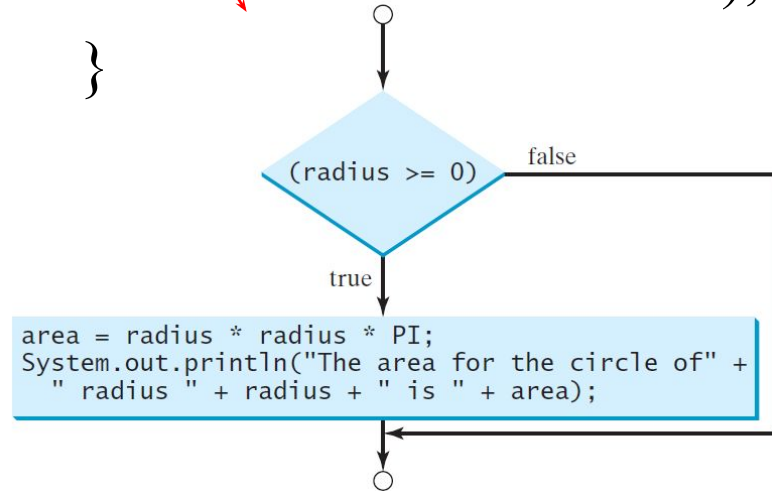 );
}
(radius >= 0)
false
true
area = radius * radius * PI;
System.out.println("The area for the circle of" +
" radius " + radius + " is " + area);